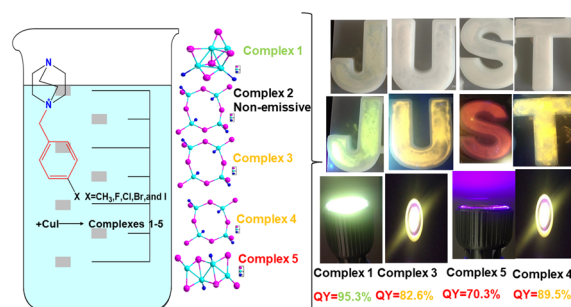 N
N
X X=CH3,F,Cl,Br,and I
+CuI Complexes 1-5
Complex 1
Complex 2
Non-emissive
Complex 3
Complex 4
Complex 5
JUST
JUST
Complex 1 Complex 3 Complex 5 Complex 4
QY=95.3% QY=82.6% QY=70.3% QY=89.5%